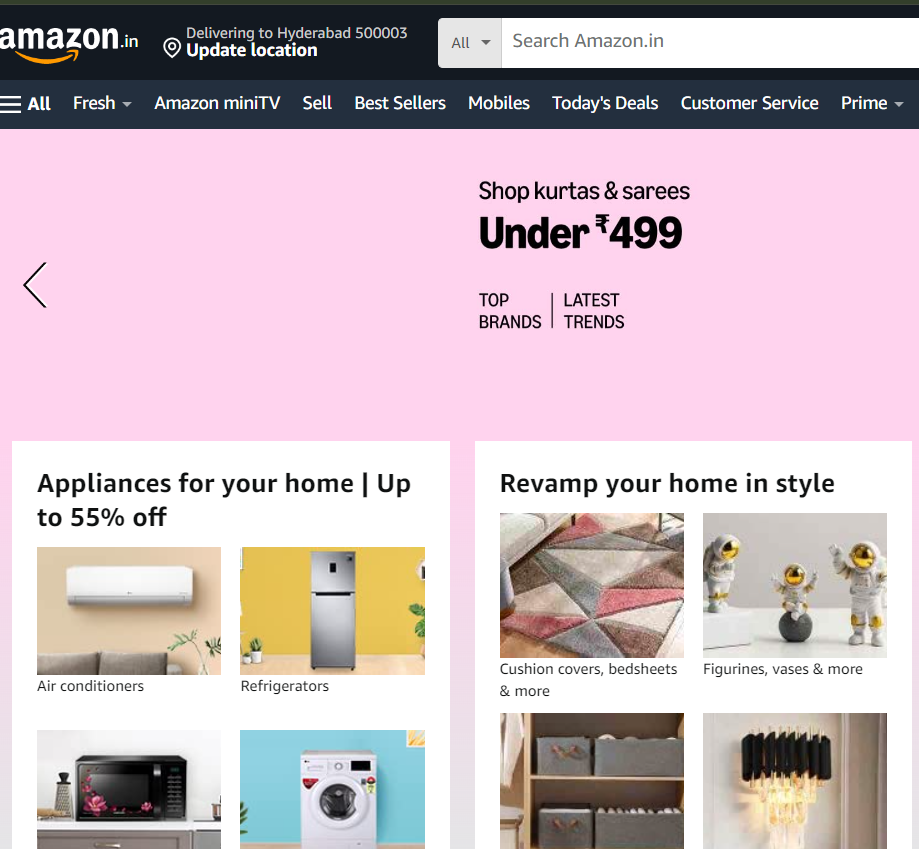 amazon.in
Delivering to Hyderabad 500003
Update location
All
Search Amazon.in
All
Fresh
Amazon miniTV
Sell
Best Sellers
Mobiles
Today's Deals
Customer Service
Prime
Shop kurtas & sarees
Under ₹499
TOP
BRANDS
LATEST
TRENDS
Appliances for your home | Up
to 55% off
Air conditioners
Refrigerators
Revamp your home in style
Cushion covers, bedsheets
& more
Figurines, vases & more